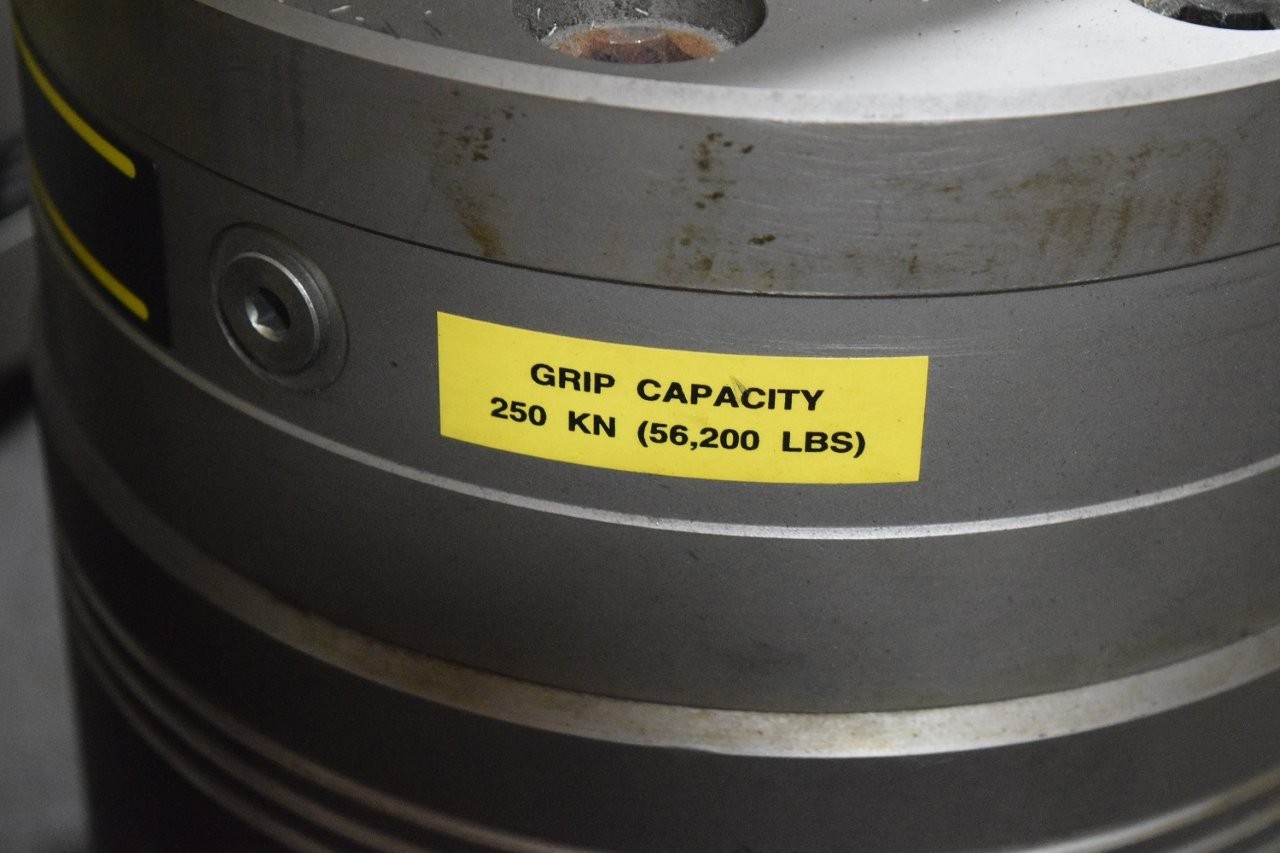 GRIP CAPACITY
250 KN (56,200 LBS)